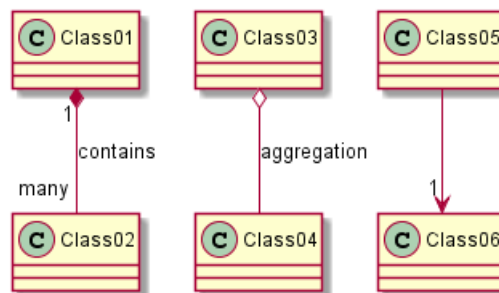 C Class01
C Class03
C Class05
1
contains
aggregation
many
1
C Class02
C Class04
C Class06